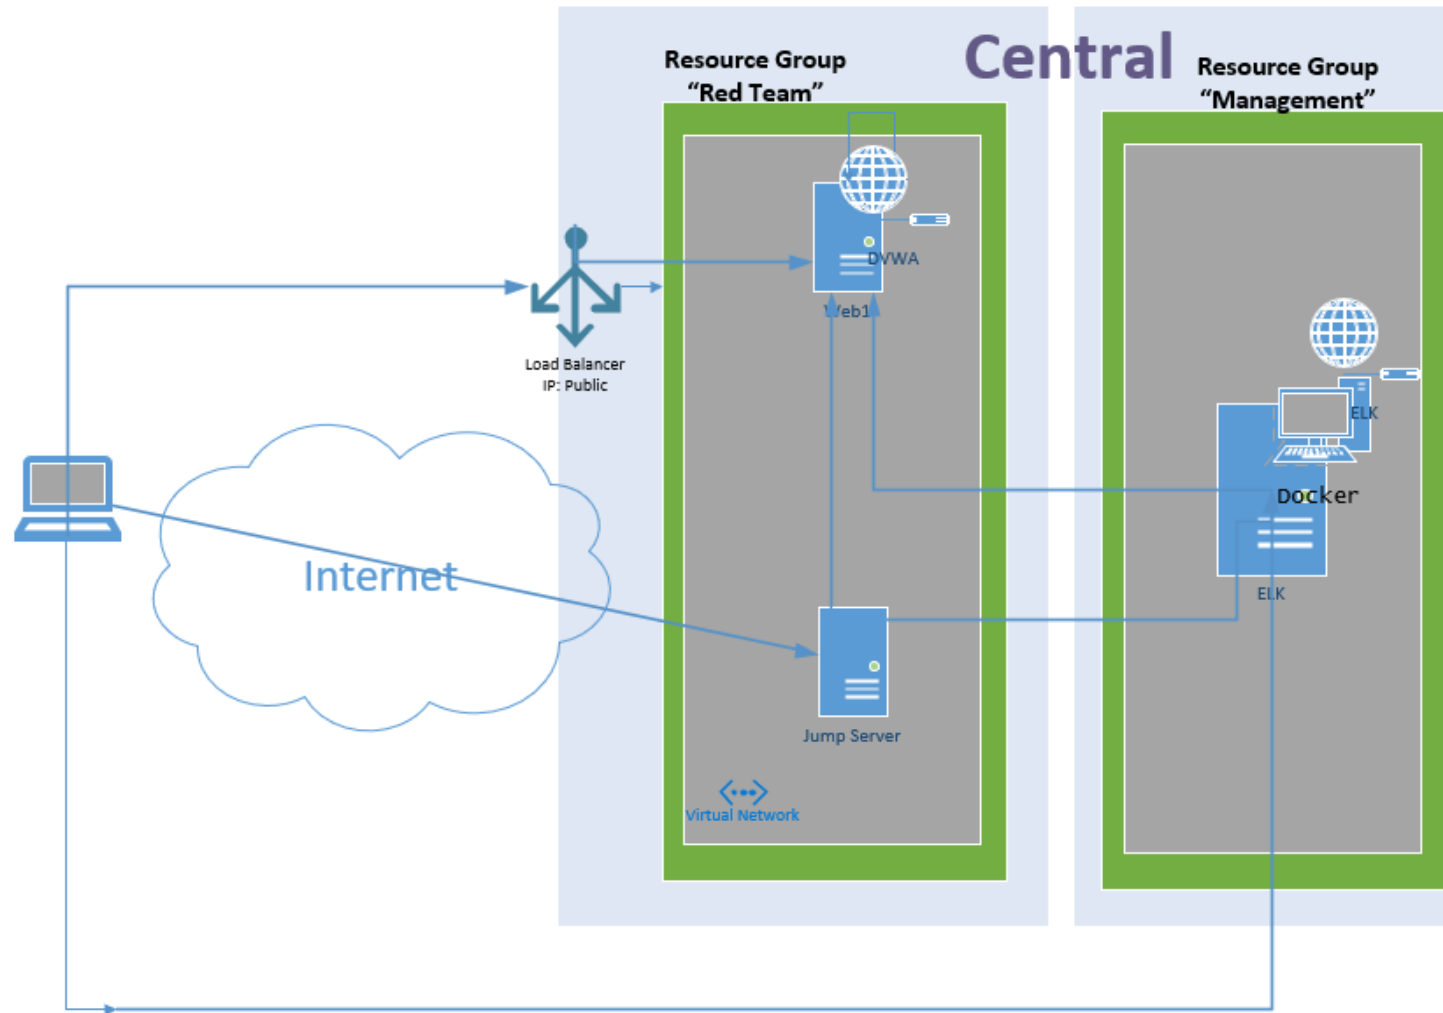 Central
Resource Group
“Red Team”
Resource Group
“Management”
DVWA
Web1
Load Balancer
IP: Public
ELK
Docker
Internet
ELK
Jump Server
Virtual Network